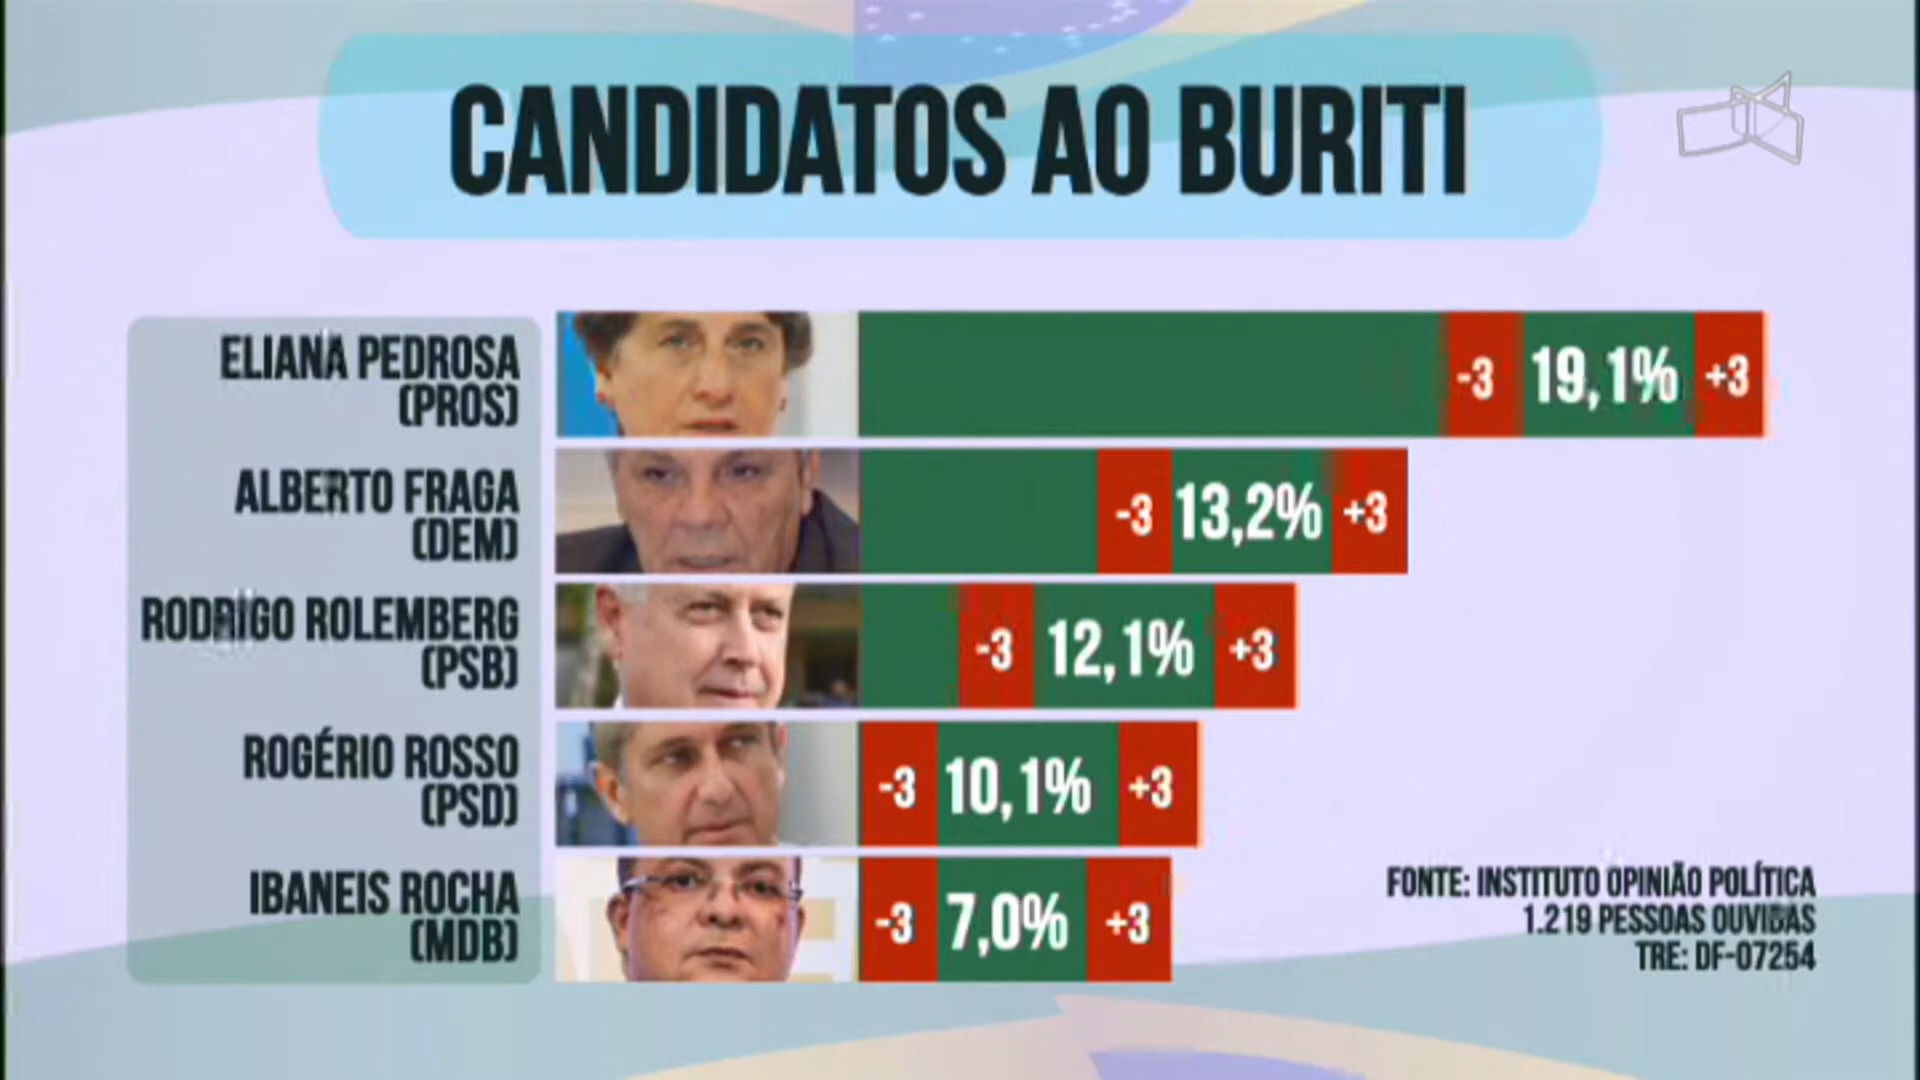 CANDIDATOS AO BURITI
ELIANA PEDROSA
(PROS)
-3 19,1% +3
ALBERTO FRAGA
(DEM)
-3 13,2% +3
RODRIGO ROLEMBERG
(PSB)
-3 12,1% +3
ROGÉRIO ROSSO
(PSD)
-3 10,1% +3
IBANEIS ROCHA
(MDB)
-3 7,0% +3
FONTE: INSTITUTO OPINIÃO POLÍTICA
1.219 PESSOAS OUVIDAS
TRE: DF-07254